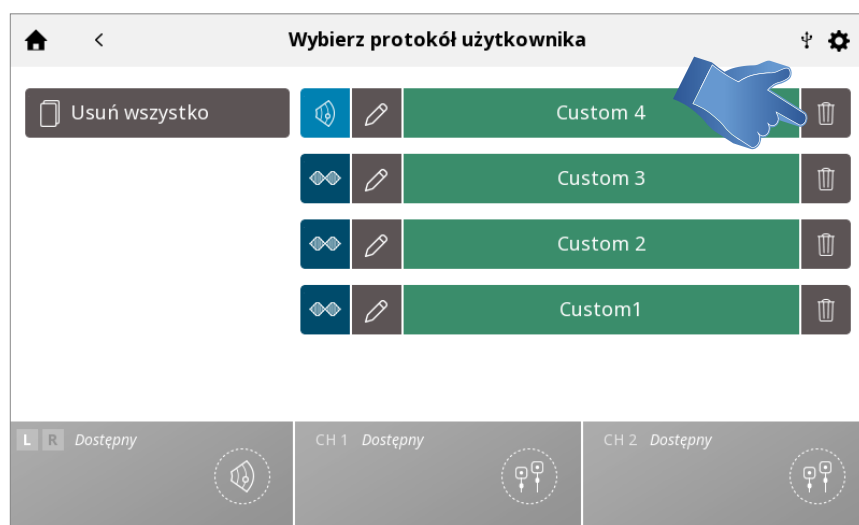 Wybierz protokół użytkownika
Usuń wszystko
Custom 4
Custom 3
Custom 2
Custom1
L R Dostępny
CH 1 Dostępny
CH 2 Dostępny